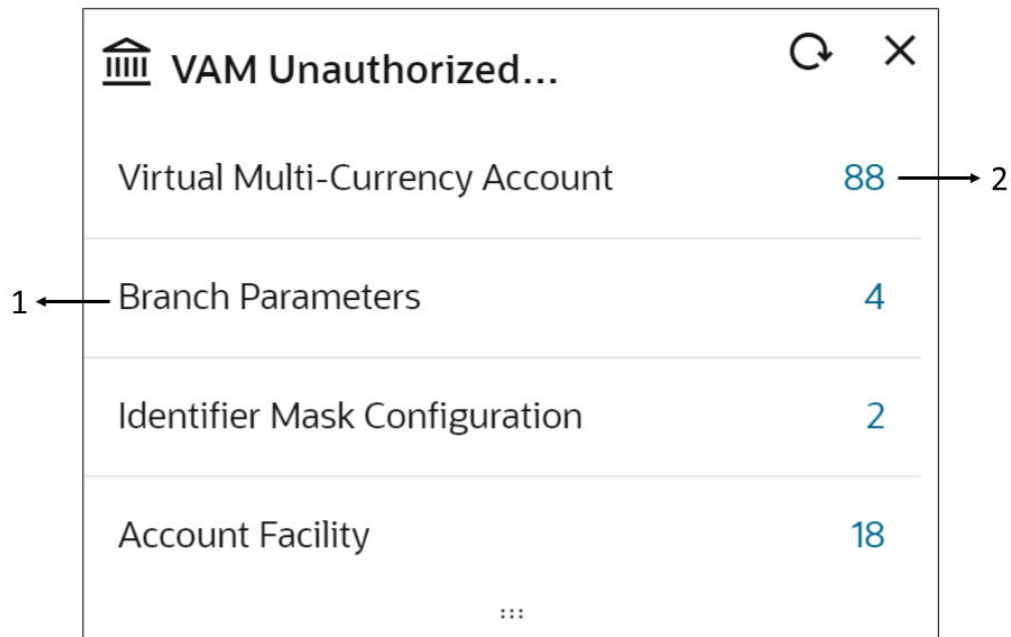 VAM Unauthorized...
Virtual Multi-Currency Account 88 2
1 Branch Parameters 4
Identifier Mask Configuration 2
Account Facility 18